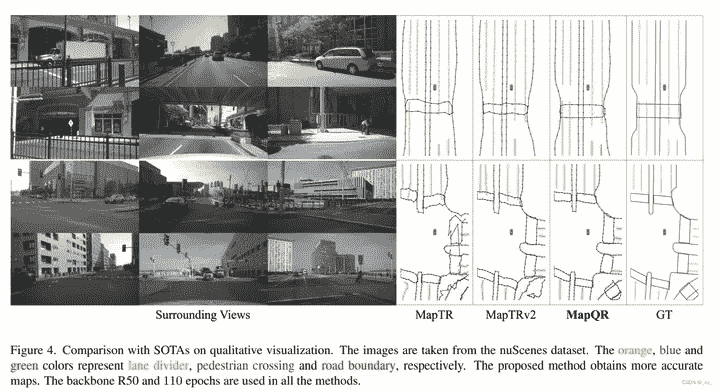 Surrounding Views MapTR MapTRv2 MapQR GT
Figure 4. Comparison with SOTAs on qualitative visualization. The images are taken from the nuScenes dataset. The orange, blue and
green colors represent lane divider, pedestrian crossing and road boundary, respectively. The proposed method obtains more accurate
maps. The backbone R50 and 110 epochs are used in all the methods.